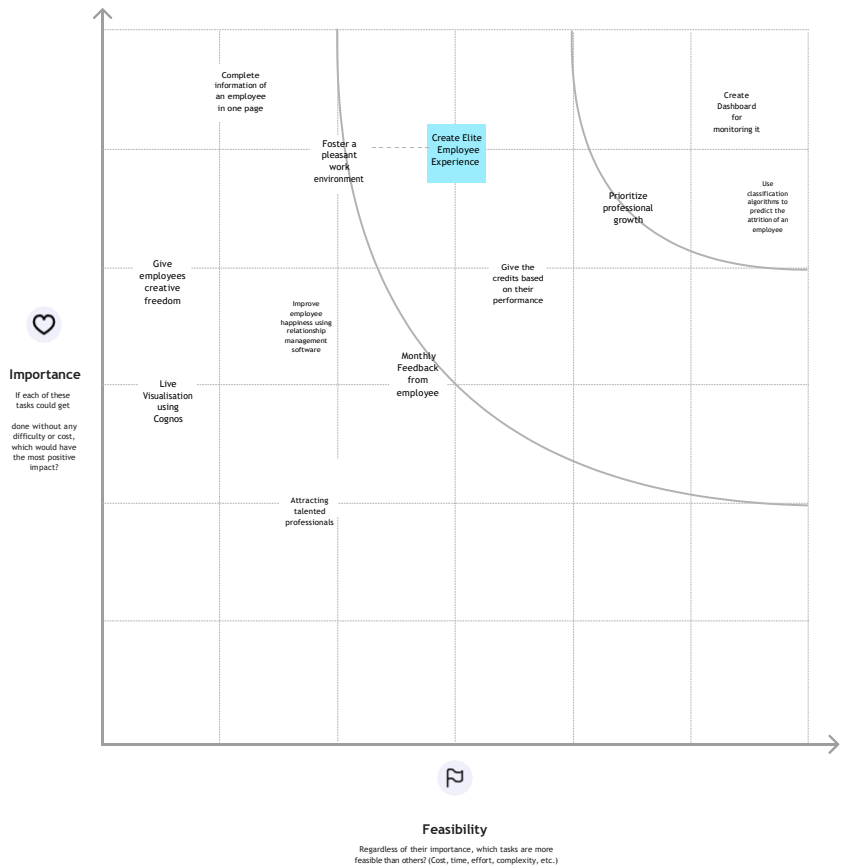 Complete
information of
an employee
in one page
Create
Dashboard
for
monitoring it
Create Elite
Employee
Experience
Foster a
pleasant
work
environment
Prioritize
professional
growth
Use
classification
algorithms to
predict the
attrition of an
employee
Give
employees
creative
freedom
Give the
credits based
on their
performance
Improve
employee
happiness using
relationship
management
software
Monthly
Feedback
from
employee
Live
Visualisation
using
Cognos
Attracting
talented
professionals
Importance
If each of these
tasks could get
done without any
difficulty or cost,
which would have
the most positive
impact?
Feasibility
Regardless of their importance, which tasks are more
feasible than others? (Cost, time, effort, complexity, etc.)